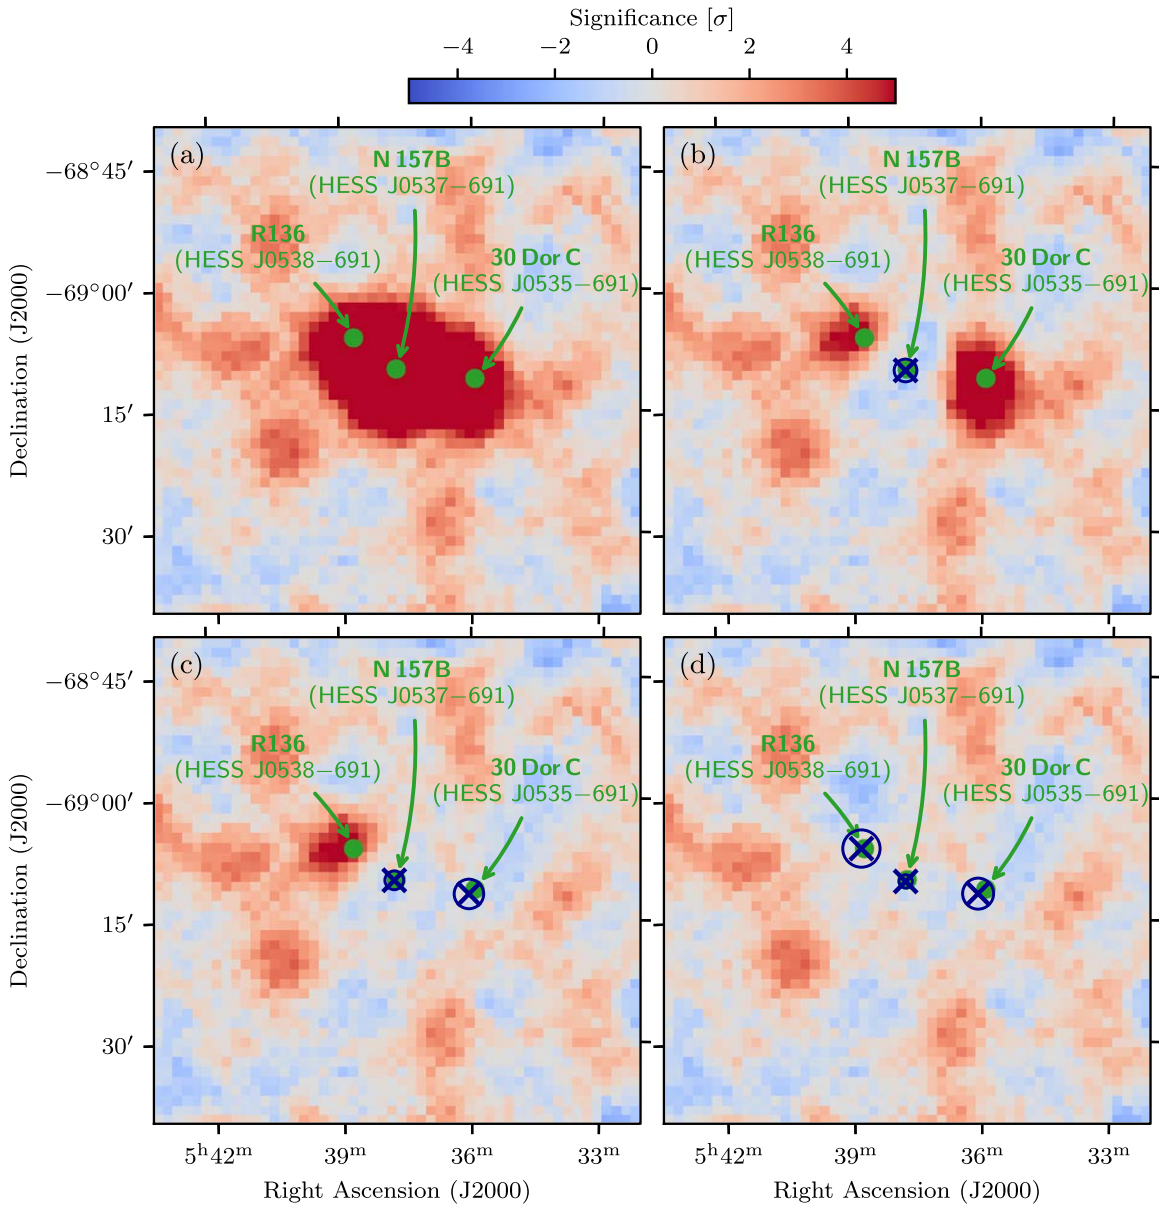 Significance [σ]
−4 −2 0 2 4
(a)
N 157B
(HESS J0537−691)
R136
(HESS J0538−691)
30 Dor C
(HESS J0535−691)
(b)
N 157B
(HESS J0537−691)
R136
(HESS J0538−691)
30 Dor C
(HESS J0535−691)
−68°45′
−69°00′
15′
30′
Declination (J2000)
(c)
N 157B
(HESS J0537−691)
R136
(HESS J0538−691)
30 Dor C
(HESS J0535−691)
(d)
N 157B
(HESS J0537−691)
R136
(HESS J0538−691)
30 Dor C
(HESS J0535−691)
−68°45′
−69°00′
15′
30′
Declination (J2000)
5ʰ42ᵐ 39ᵐ 36ᵐ 33ᵐ
5ʰ42ᵐ 39ᵐ 36ᵐ 33ᵐ
Right Ascension (J2000)
Right Ascension (J2000)